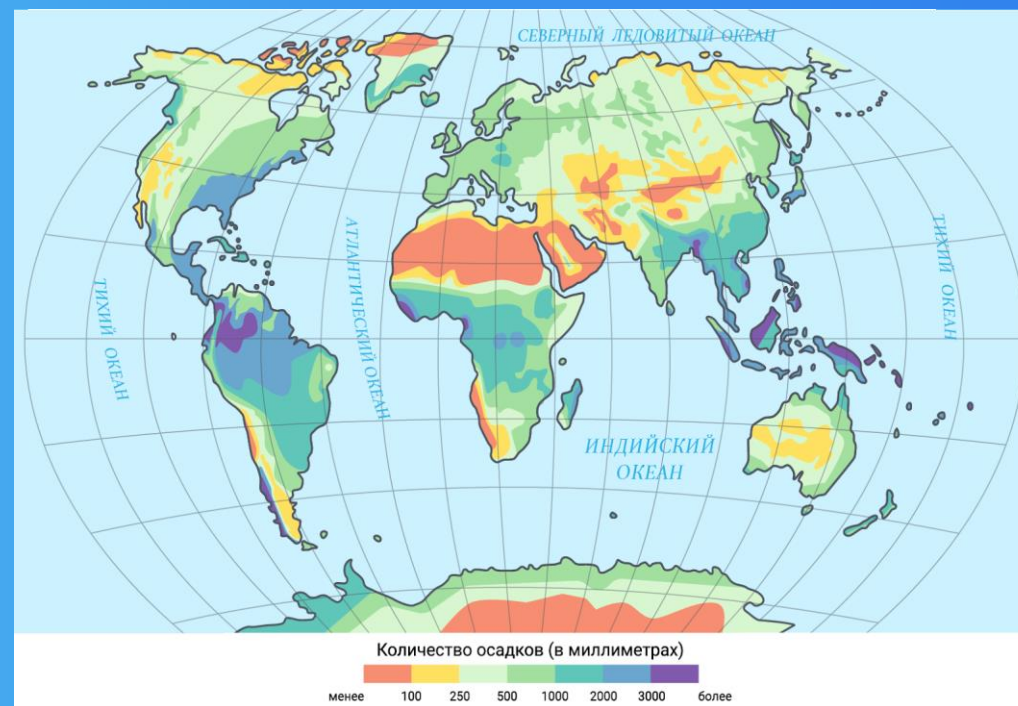 СЕВЕРНЫЙ ЛЕДОВИТЫЙ ОКЕАН
ТИХИЙ ОКЕАН
АТЛАНТИЧЕСКИЙ ОКЕАН
ТИХИЙ ОКЕАН
ИНДИЙСКИЙ
ОКЕАН
Количество осадков (в миллиметрах)
менее 100 250 500 1000 2000 3000 более